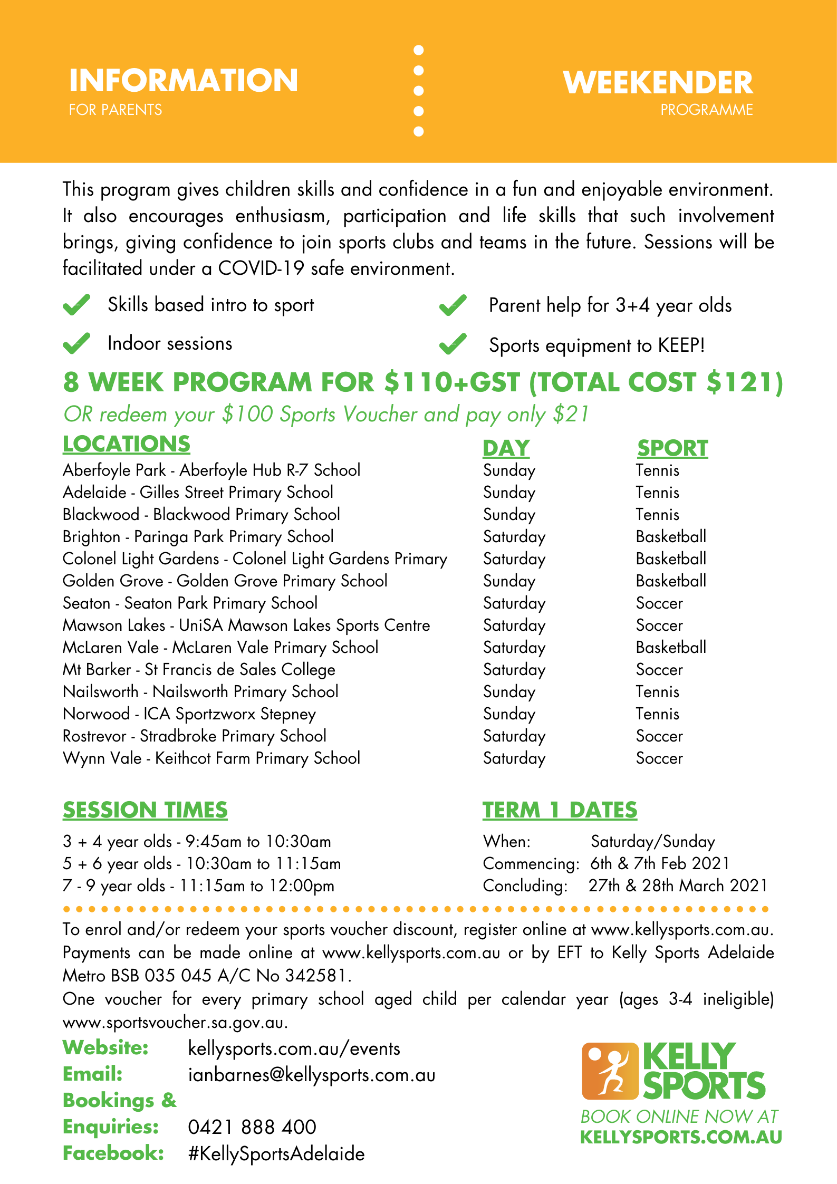 INFORMATION
FOR PARENTS
WEEKENDER
PROGRAMME
This program gives children skills and confidence in a fun and enjoyable environment.
It also encourages enthusiasm, participation and life skills that such involvement
brings, giving confidence to join sports clubs and teams in the future. Sessions will be
facilitated under a COVID-19 safe environment.
Skills based intro to sport
Parent help for 3+4 year olds
Indoor sessions
Sports equipment to KEEP!
8 WEEK PROGRAM FOR $110+GST (TOTAL COST $121)
OR redeem your $100 Sports Voucher and pay only $21
LOCATIONS DAY SPORT
Aberfoyle Park - Aberfoyle Hub R-7 School Sunday Tennis
Adelaide - Gilles Street Primary School Sunday Tennis
Blackwood - Blackwood Primary School Sunday Tennis
Brighton - Paringa Park Primary School Saturday Basketball
Colonel Light Gardens - Colonel Light Gardens Primary Saturday Basketball
Golden Grove - Golden Grove Primary School Sunday Basketball
Seaton - Seaton Park Primary School Saturday Soccer
Mawson Lakes - UniSA Mawson Lakes Sports Centre Saturday Soccer
McLaren Vale - McLaren Vale Primary School Saturday Basketball
Mt Barker - St Francis de Sales College Saturday Soccer
Nailsworth - Nailsworth Primary School Sunday Tennis
Norwood - ICA Sportzworx Stepney Sunday Tennis
Rostrevor - Stradbroke Primary School Saturday Soccer
Wynn Vale - Keithcot Farm Primary School Saturday Soccer
SESSION TIMES
3 + 4 year olds - 9:45am to 10:30am
5 + 6 year olds - 10:30am to 11:15am
7 - 9 year olds - 11:15am to 12:00pm
TERM 1 DATES
When: Saturday/Sunday
Commencing: 6th & 7th Feb 2021
Concluding: 27th & 28th March 2021
To enrol and/or redeem your sports voucher discount, register online at www.kellysports.com.au.
Payments can be made online at www.kellysports.com.au or by EFT to Kelly Sports Adelaide
Metro BSB 035 045 A/C No 342581.
One voucher for every primary school aged child per calendar year (ages 3-4 ineligible)
www.sportsvoucher.sa.gov.au.
Website: kellysports.com.au/events
Email: ianbarnes@kellysports.com.au
Bookings &
Enquiries: 0421 888 400
Facebook: #KellySportsAdelaide
KELLY
SPORTS
BOOK ONLINE NOW AT
KELLYSPORTS.COM.AU